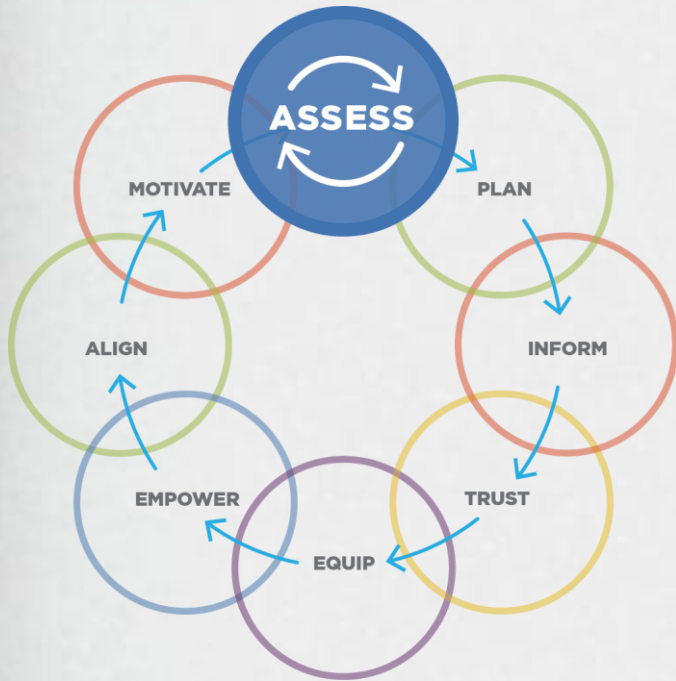 ASSESS
PLAN
INFORM
TRUST
EQUIP
EMPOWER
ALIGN
MOTIVATE